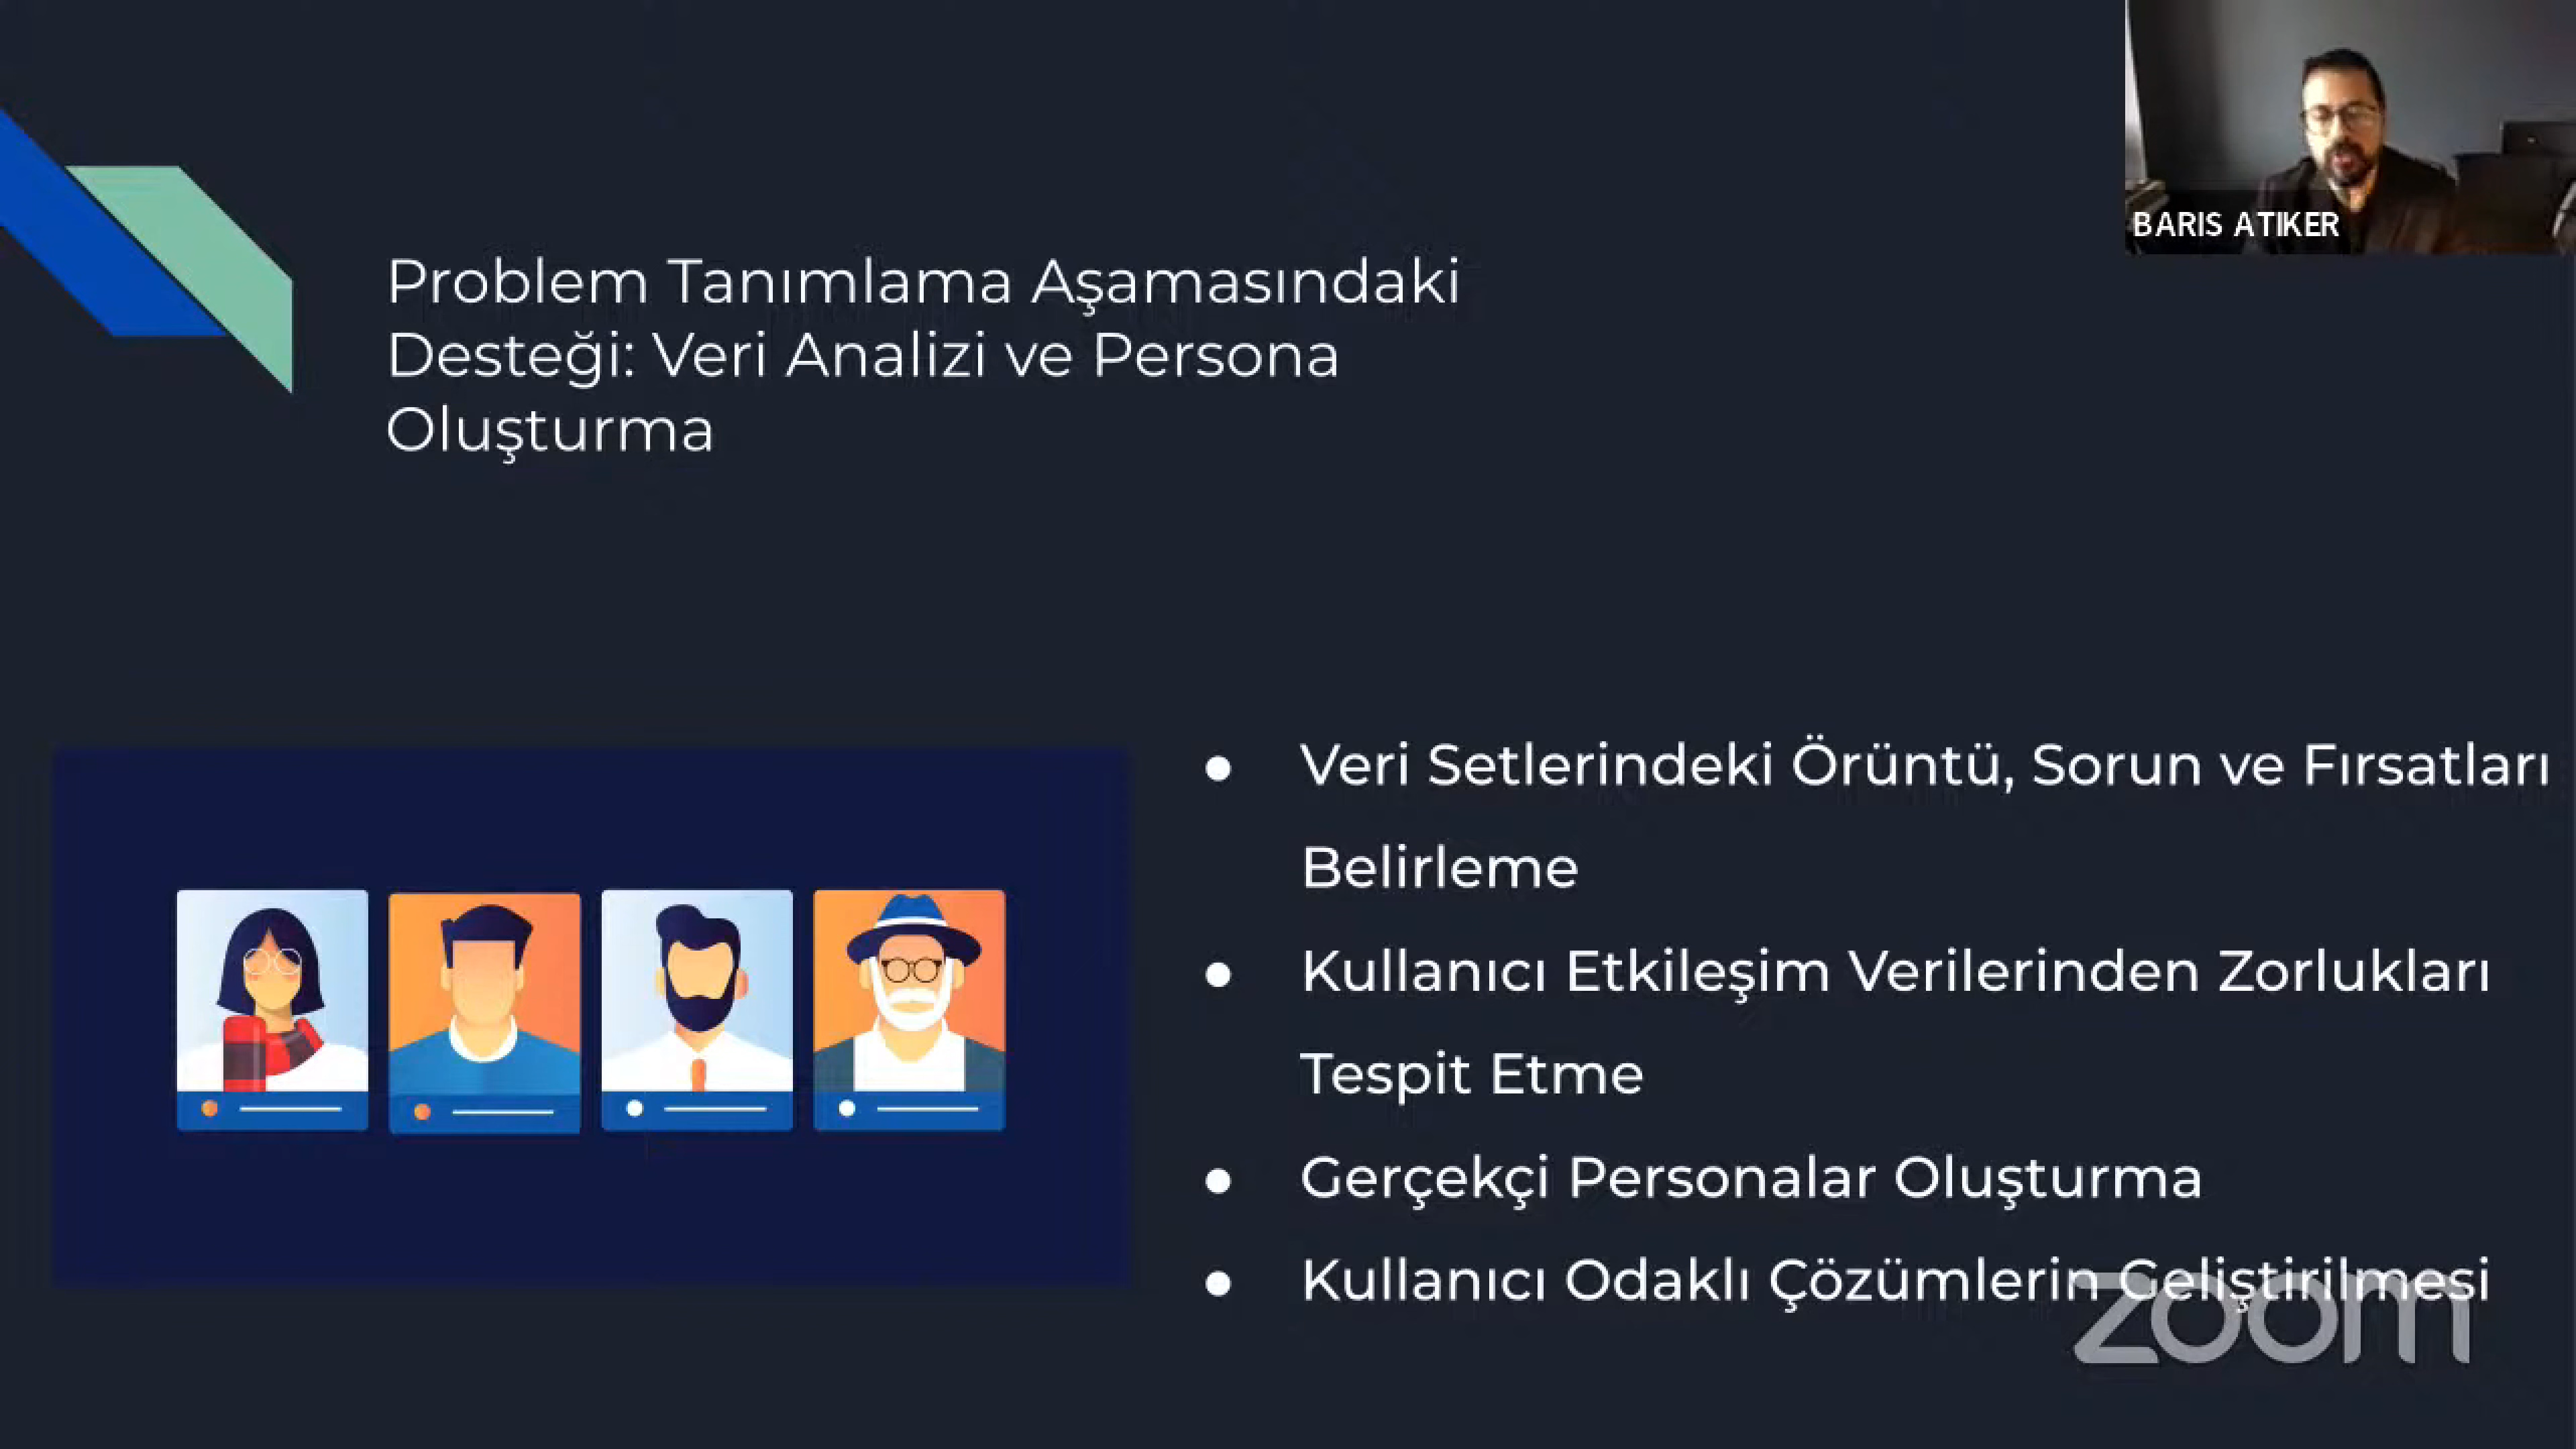 BARIS ATIKER
Problem Tanımlama Aşamasındaki
Desteği: Veri Analizi ve Persona
Oluşturma
● Veri Setlerindeki Örüntü, Sorun ve Fırsatları
Belirleme
● Kullanıcı Etkileşim Verilerinden Zorlukları
Tespit Etme
● Gerçekçi Personalar Oluşturma
● Kullanıcı Odaklı Çözümlerin Geliştirilmesi
zoom